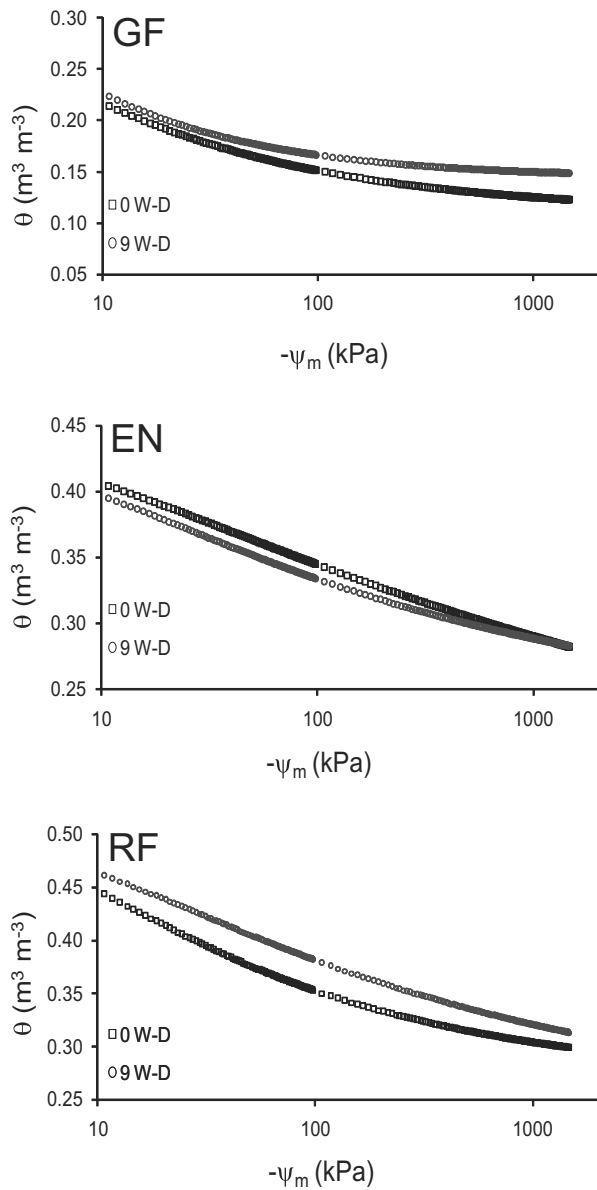 GF
0.30
0.25
0.20
0.15
0.10
0.05
θ (m³ m⁻³)
□ 0 W-D
○ 9 W-D
10 100 1000
-ψₘ (kPa)
EN
0.45
0.40
0.35
0.30
0.25
θ (m³ m⁻³)
□ 0 W-D
○ 9 W-D
10 100 1000
-ψₘ (kPa)
RF
0.50
0.45
0.40
0.35
0.30
0.25
θ (m³ m⁻³)
□ 0 W-D
○ 9 W-D
10 100 1000
-ψₘ (kPa)